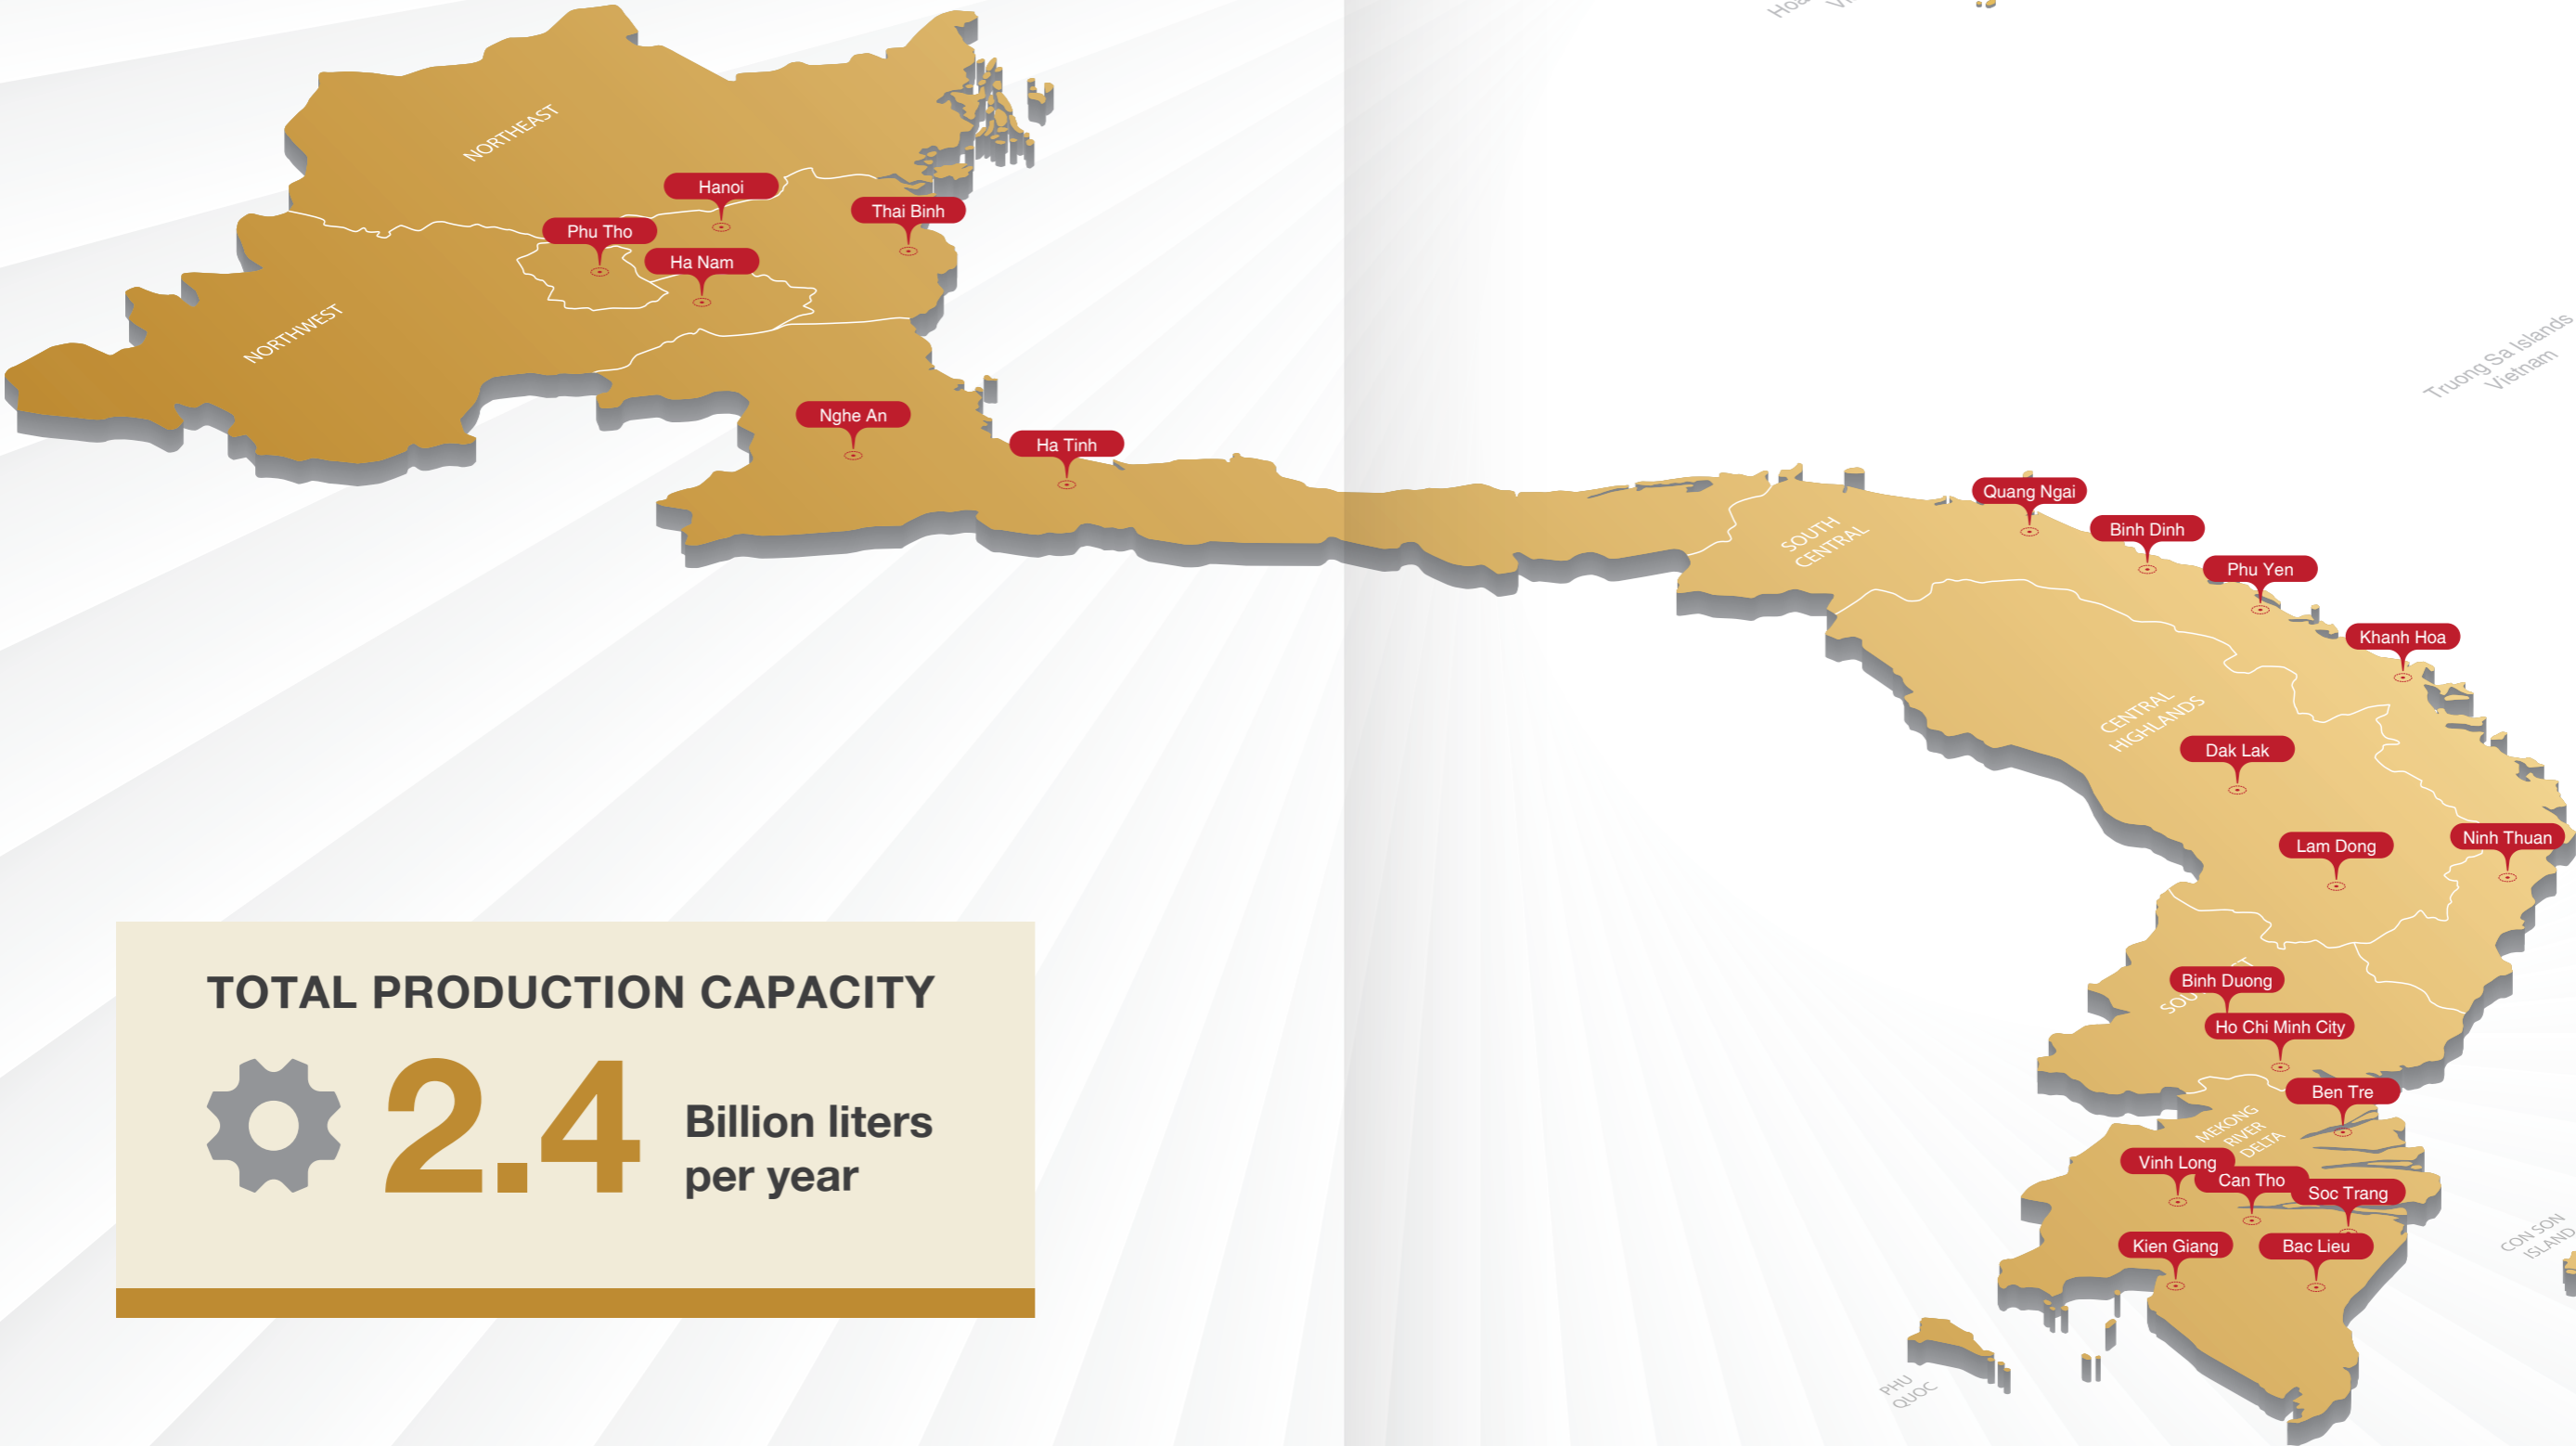 NORTHEAST
Hanoi
Thai Binh
Phu Tho
Ha Nam
NORTHWEST
Nghe An
Ha Tinh
Truong Sa Islands
Vietnam
Quang Ngai
SOUTH
CENTRAL
Binh Dinh
Phu Yen
Khanh Hoa
CENTRAL
HIGHLANDS
Dak Lak
Lam Dong
Ninh Thuan
Binh Duong
Ho Chi Minh City
Ben Tre
MEKONG
RIVER
DELTA
Vinh Long
Can Tho
Soc Trang
Kien Giang
Bac Lieu
CON SON
ISLAND
PHU
QUOC
TOTAL PRODUCTION CAPACITY
2.4
Billion liters
per year